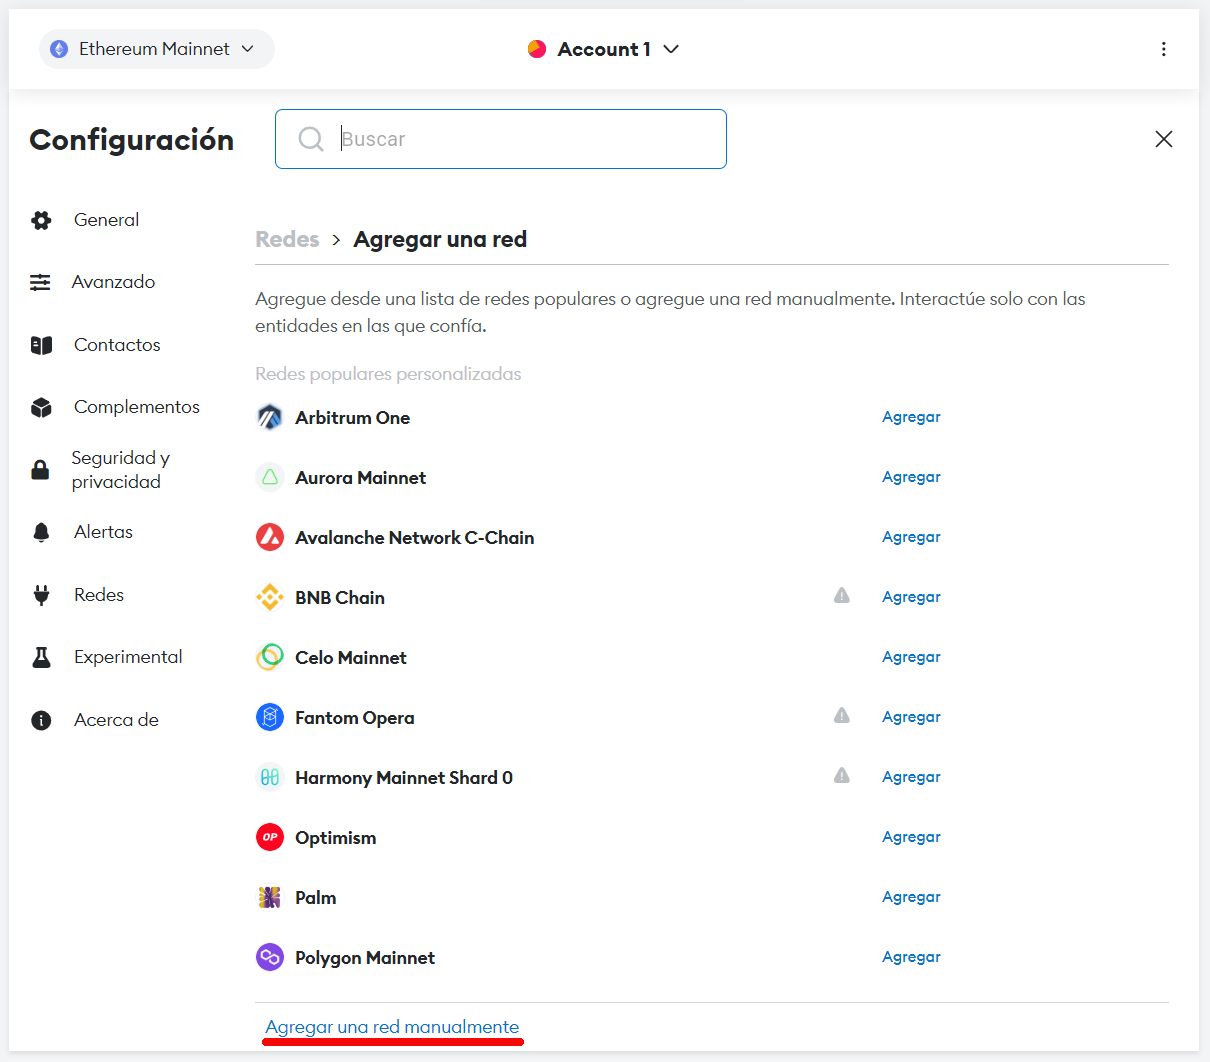 Ethereum Mainnet
Account 1
Configuración
Buscar
General
Avanzado
Contactos
Complementos
Seguridad y
privacidad
Alertas
Redes
Experimental
Acerca de
Redes > Agregar una red
Agregue desde una lista de redes populares o agregue una red manualmente. Interactúe solo con las
entidades en las que confía.
Redes populares personalizadas
Arbitrum One Agregar
Aurora Mainnet Agregar
Avalanche Network C-Chain Agregar
BNB Chain Agregar
Celo Mainnet Agregar
Fantom Opera Agregar
Harmony Mainnet Shard 0 Agregar
OP Optimism Agregar
Palm Agregar
Polygon Mainnet Agregar
Agregar una red manualmente